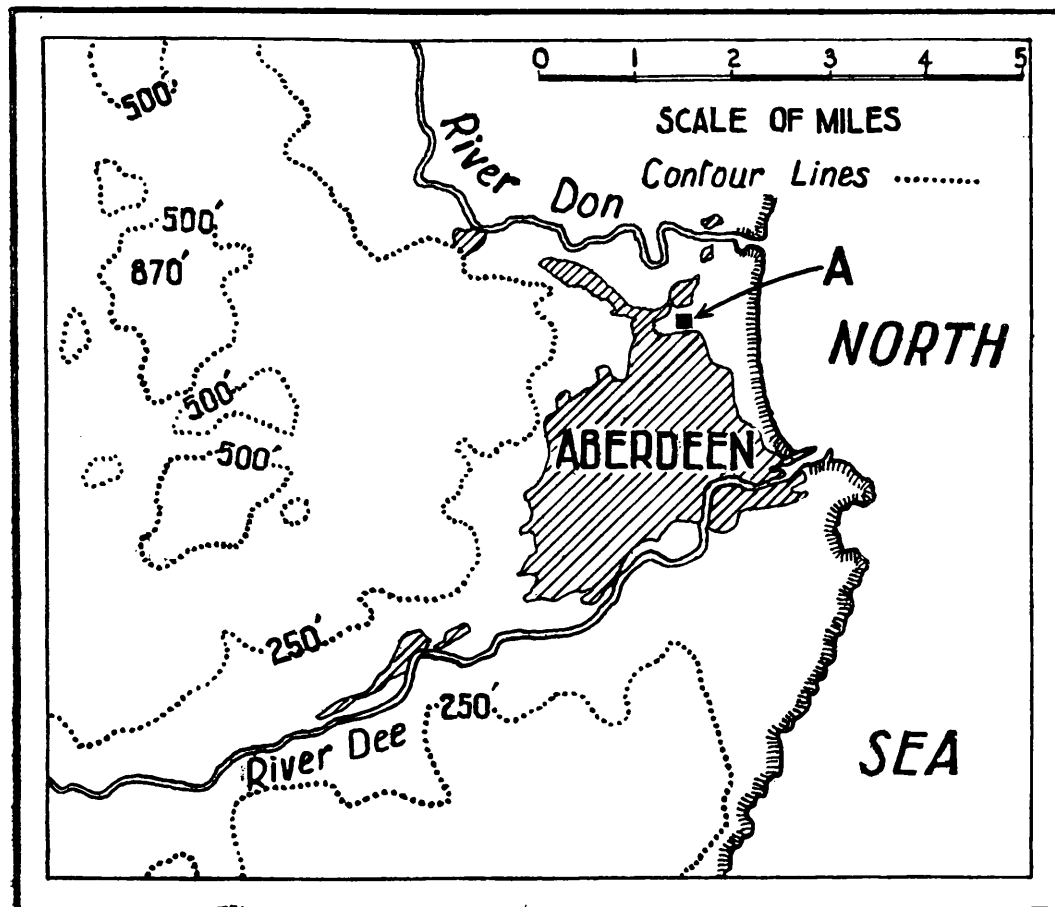 0 1 2 3 4 5
SCALE OF MILES
Contour Lines
500'
River Don
500'
870'
A
NORTH
500'
500'
ABERDEEN
250'
250'
River Dee
SEA